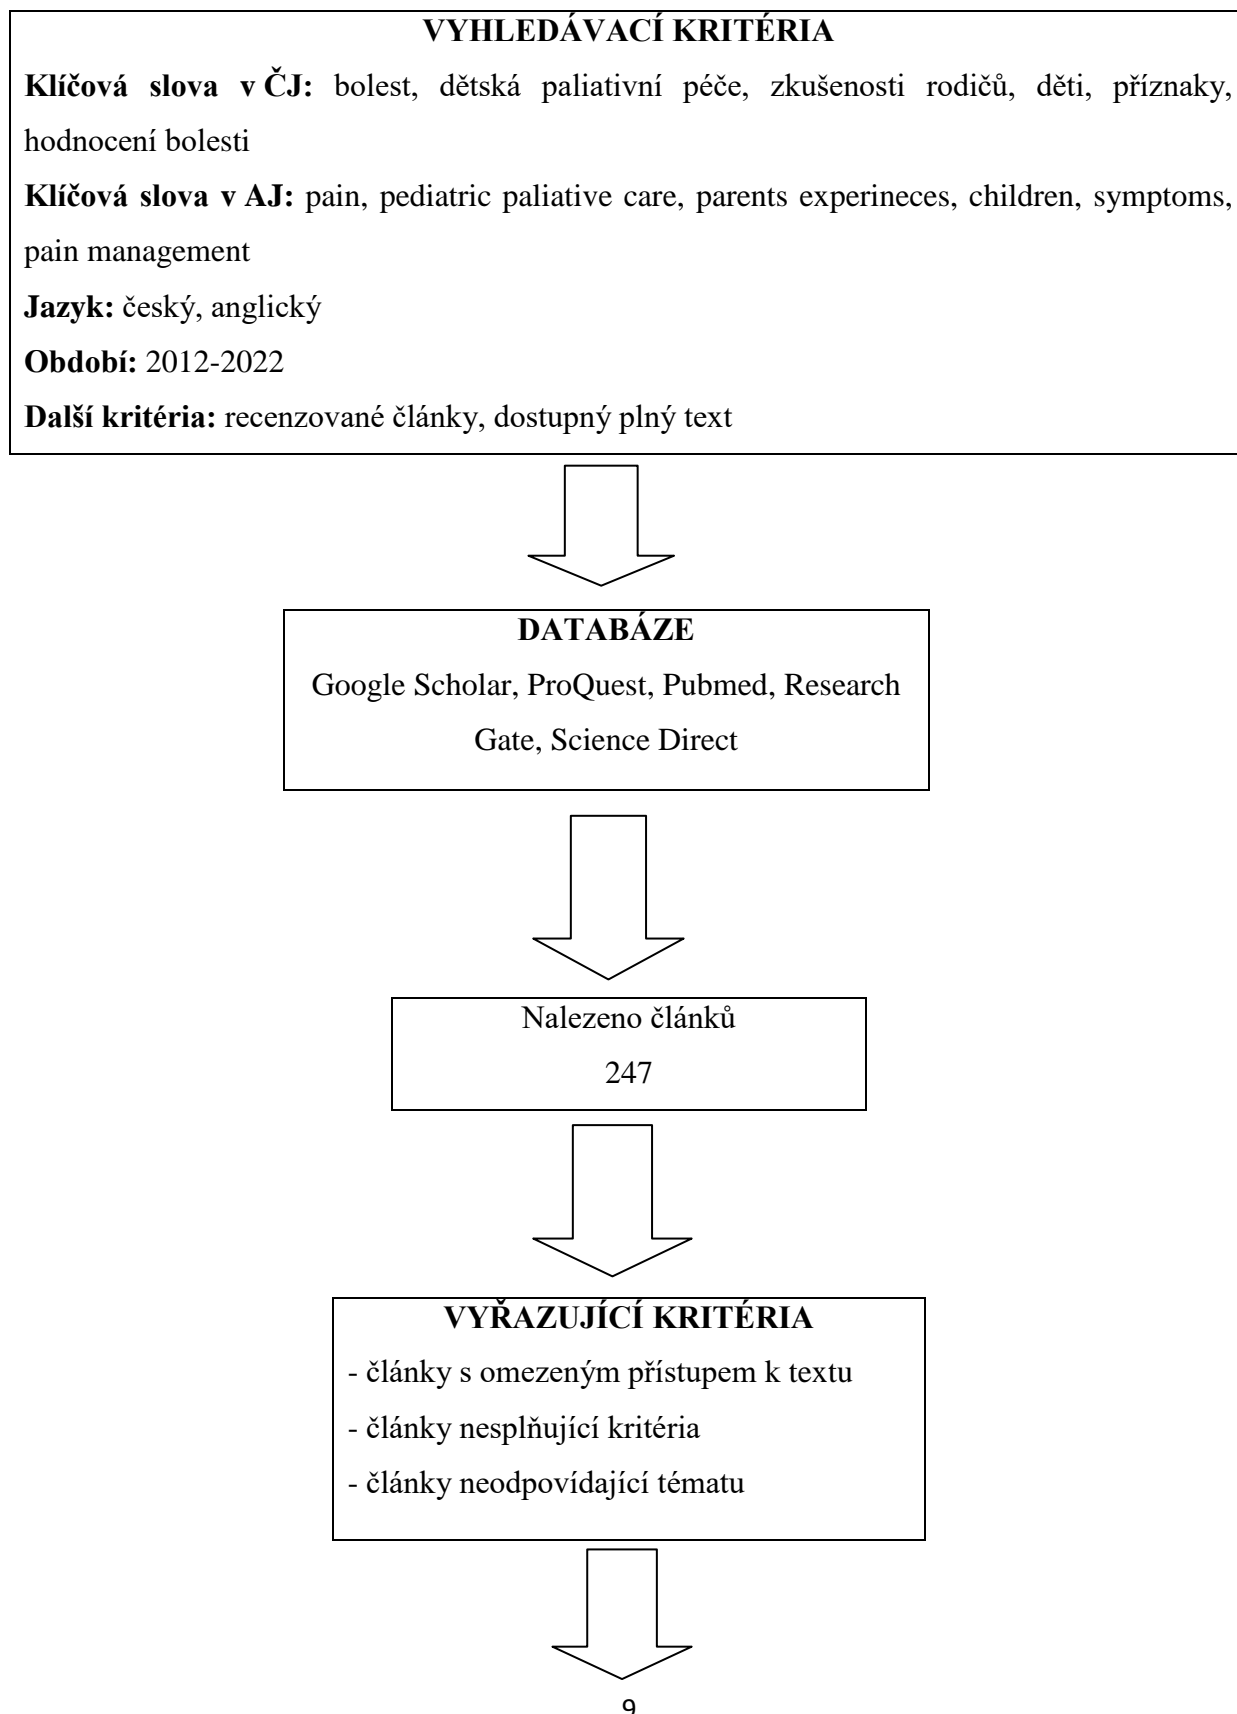 VYHLEDÁVACÍ KRITÉRIA
Klíčová slova v ČJ: bolest, dětská paliativní péče, zkušenosti rodičů, děti, příznaky,
hodnocení bolesti
Klíčová slova v AJ: pain, pediatric paliative care, parents experineces, children, symptoms,
pain management
Jazyk: český, anglický
Období: 2012-2022
Další kritéria: recenzované články, dostupný plný text
DATABÁZE
Google Scholar, ProQuest, Pubmed, Research
Gate, Science Direct
Nalezeno článků
247
VYŘAZUJÍCÍ KRITÉRIA
- články s omezeným přístupem k textu
- články nesplňující kritéria
- články neodpovídající tématu
9